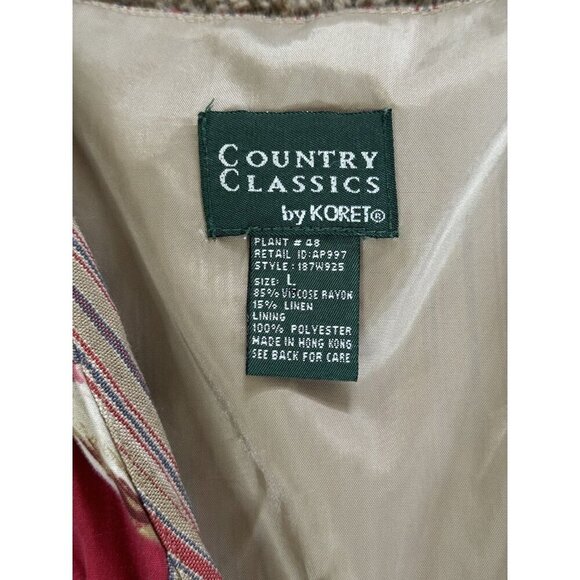 COUNTRY
CLASSICS
by KORET®
PLANT # 48
RETAIL ID:AP997
STYLE: 187W925
SIZE: L
85% VISCOSE RAYON
15% LINEN
LINING
100% POLYESTER
MADE IN HONG KONG
SEE BACK FOR CARE